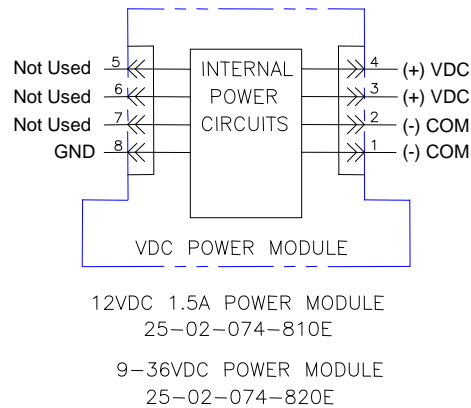 Not Used 5 INTERNAL 4 (+) VDC
Not Used 6 POWER 3 (+) VDC
Not Used 7 CIRCUITS 2 (-) COM
GND 8 1 (-) COM
VDC POWER MODULE
12VDC 1.5A POWER MODULE
25-02-074-810E
9-36VDC POWER MODULE
25-02-074-820E